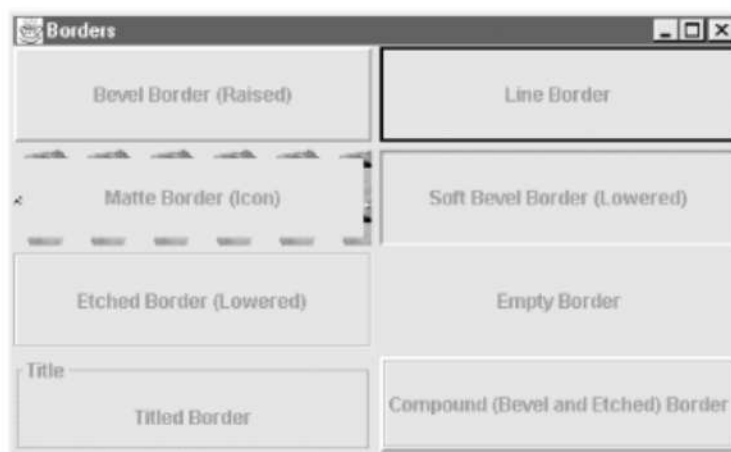 Borders
Bevel Border (Raised)
Line Border
Matte Border (Icon)
Soft Bevel Border (Lowered)
Etched Border (Lowered)
Empty Border
Title
Titled Border
Compound (Bevel and Etched) Border